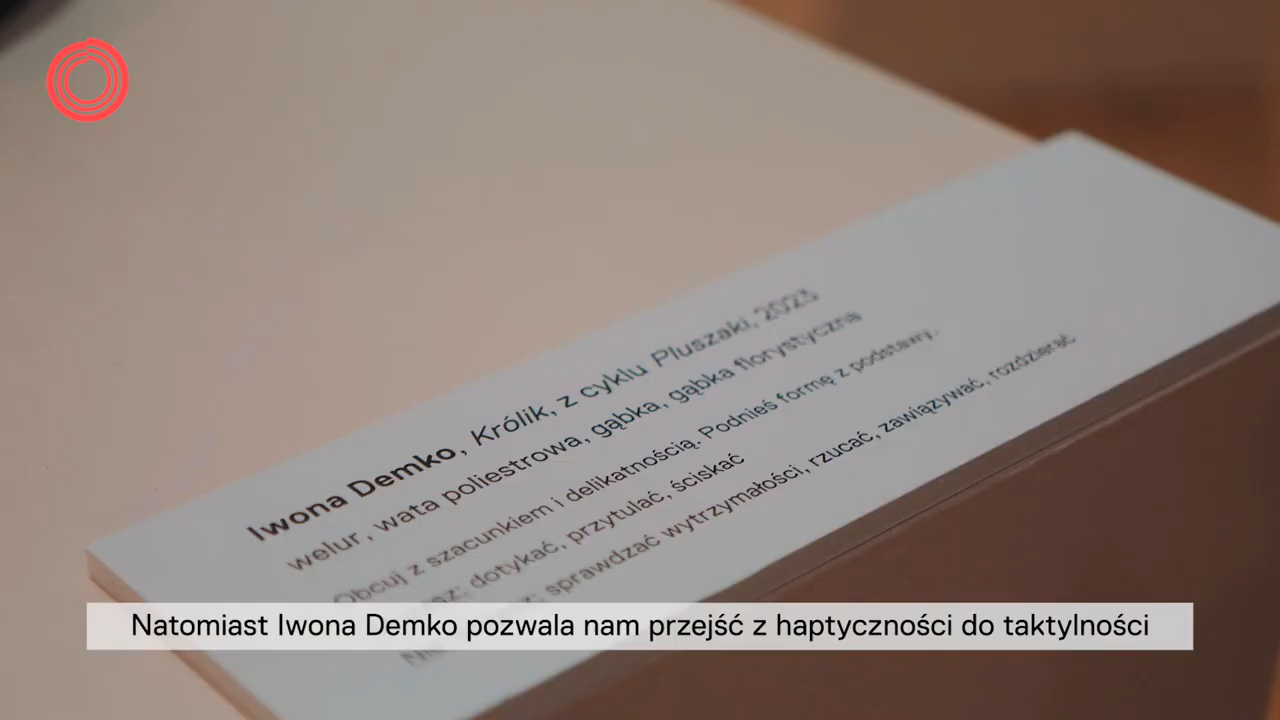 Iwona Demko, Królik, z cyklu Pluszaki, 2023
welur, wata poliestrowa, gąbka, gąbka florystyczna
Obcuj z szacunkiem i delikatnością. Podnieś formę z podstawy.
dotykać, przytulać, ściskać
sprawdzać wytrzymałości, rzucać, zawiązywać, rozdzierać
Natomiast Iwona Demko pozwala nam przejść z haptyczności do taktylności